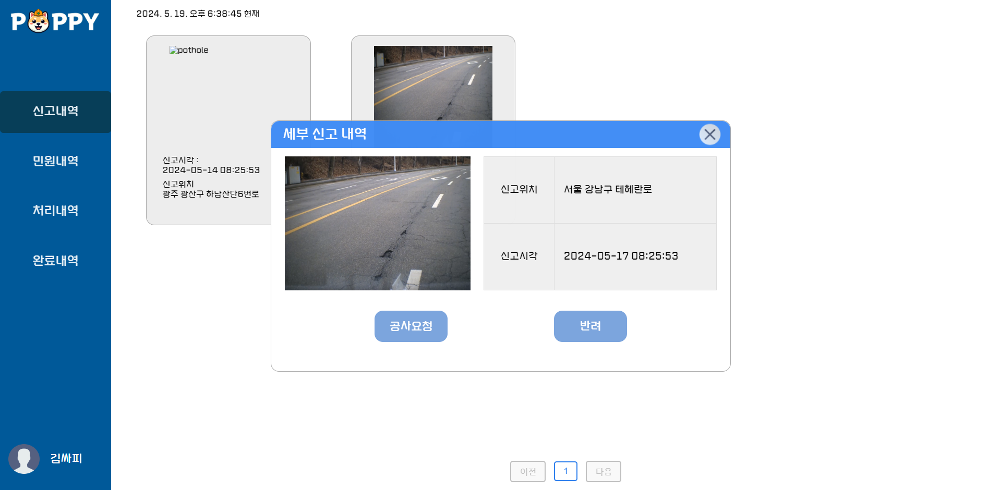 POPPY
2024. 5. 19. 오후 6:38:45 현재
신고내역
민원내역
처리내역
완료내역
김싸피
pothole
신고시각 :
2024-05-14 08:25:53
신고위치
광주 광산구 하남산단6번로
세부 신고 내역
신고위치
서울 강남구 테헤란로
신고시각
2024-05-17 08:25:53
공사요청
반려
이전
1
다음